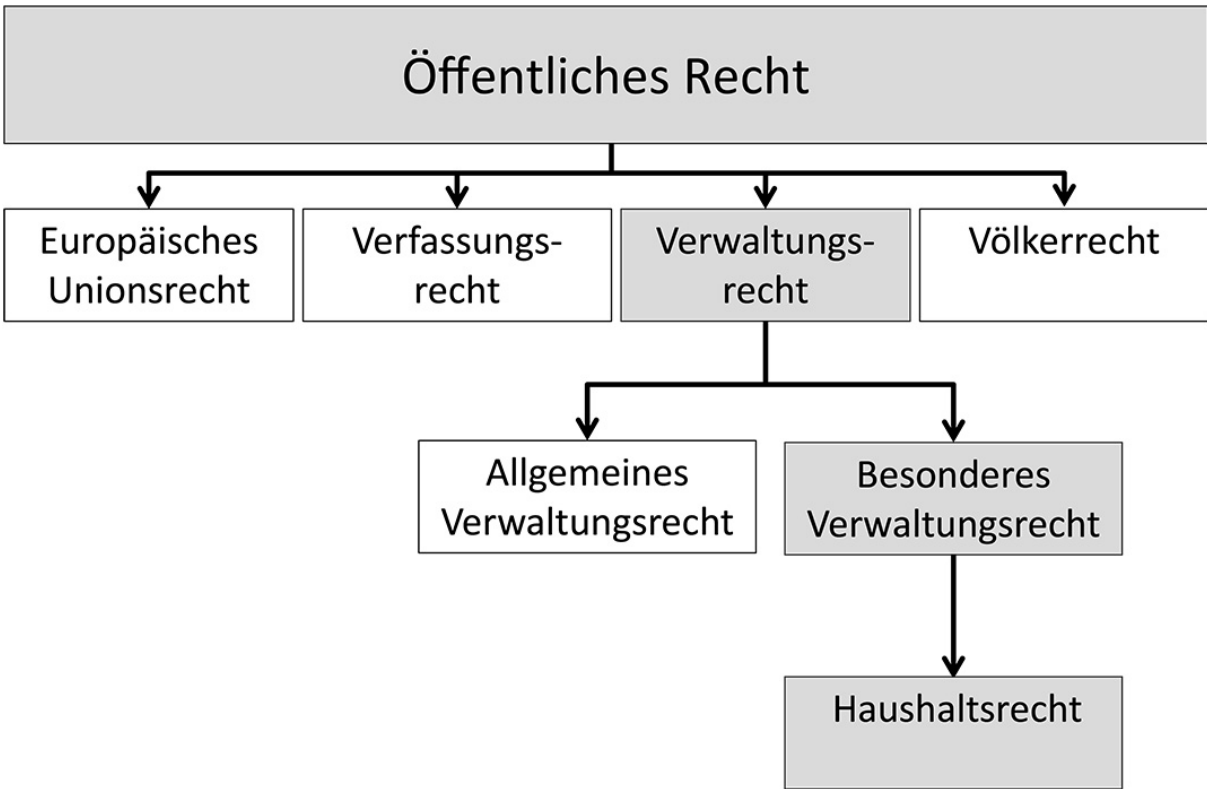 Öffentliches Recht
Europäisches
Unionsrecht
Verfassungs-
recht
Verwaltungs-
recht
Völkerrecht
Allgemeines
Verwaltungsrecht
Besonderes
Verwaltungsrecht
Haushaltsrecht